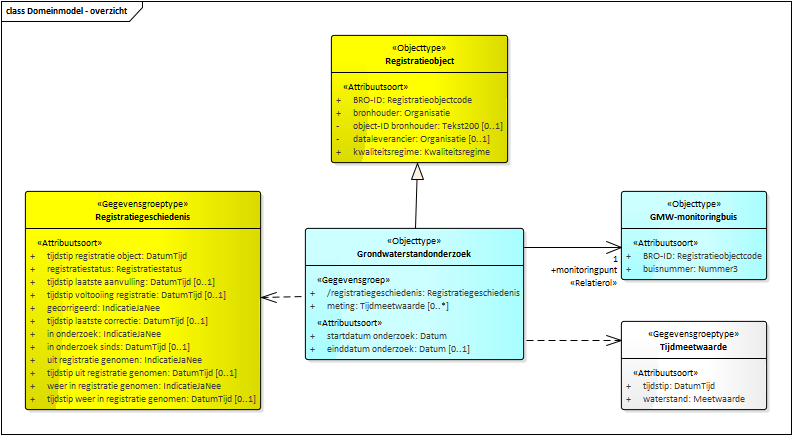 class Domeinmodel - overzicht
«Objecttype»
Registratieobject
«Attribuutsoort»
+ BRO-ID: Registratieobjectcode
+ bronhouder: Organisatie
- object-ID bronhouder: Tekst200 [0..1]
- dataleverancier: Organisatie [0..1]
+ kwaliteitsregime: Kwaliteitsregime
«Gegevensgroeptype»
Registratiegeschiedenis
«Attribuutsoort»
+ tijdstip registratie object: DatumTijd
+ registratiestatus: Registratiestatus
+ tijdstip laatste aanvulling: DatumTijd [0..1]
+ tijdstip voltooiing registratie: DatumTijd [0..1]
+ gecorrigeerd: IndicatieJaNee
+ tijdstip laatste correctie: DatumTijd [0..1]
+ in onderzoek: IndicatieJaNee
+ in onderzoek sinds: DatumTijd [0..1]
+ uit registratie genomen: IndicatieJaNee
+ tijdstip uit registratie genomen: DatumTijd [0..1]
+ weer in registratie genomen: IndicatieJaNee
+ tijdstip weer in registratie genomen: DatumTijd [0..1]
«Objecttype»
Grondwaterstandonderzoek
«Gegevensgroep»
+ /registratiegeschiedenis: Registratiegeschiedenis
+ meting: Tijdmeetwaarde [0..*]
«Attribuutsoort»
+ startdatum onderzoek: Datum
+ einddatum onderzoek: Datum [0..1]
1
+monitoringpunt
«Relatierol»
«Objecttype»
GMW-monitoringbuis
«Attribuutsoort»
+ BRO-ID: Registratieobjectcode
+ buisnummer: Nummer3
«Gegevensgroeptype»
Tijdmeetwaarde
«Attribuutsoort»
+ tijdstip: DatumTijd
+ waterstand: Meetwaarde